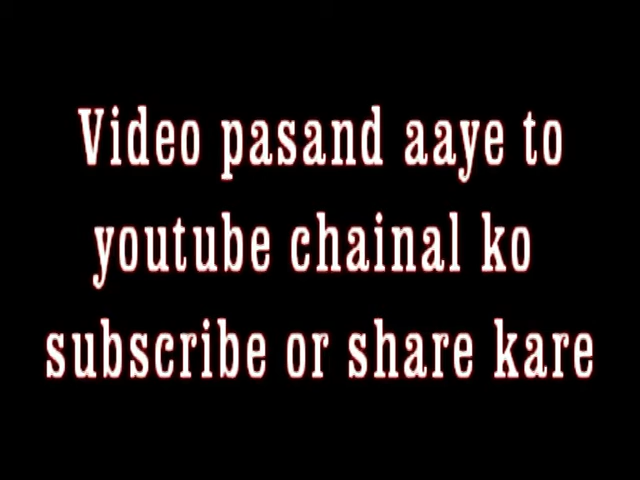 Video pasand aaye to
youtube chainal ko
subscribe or share kare